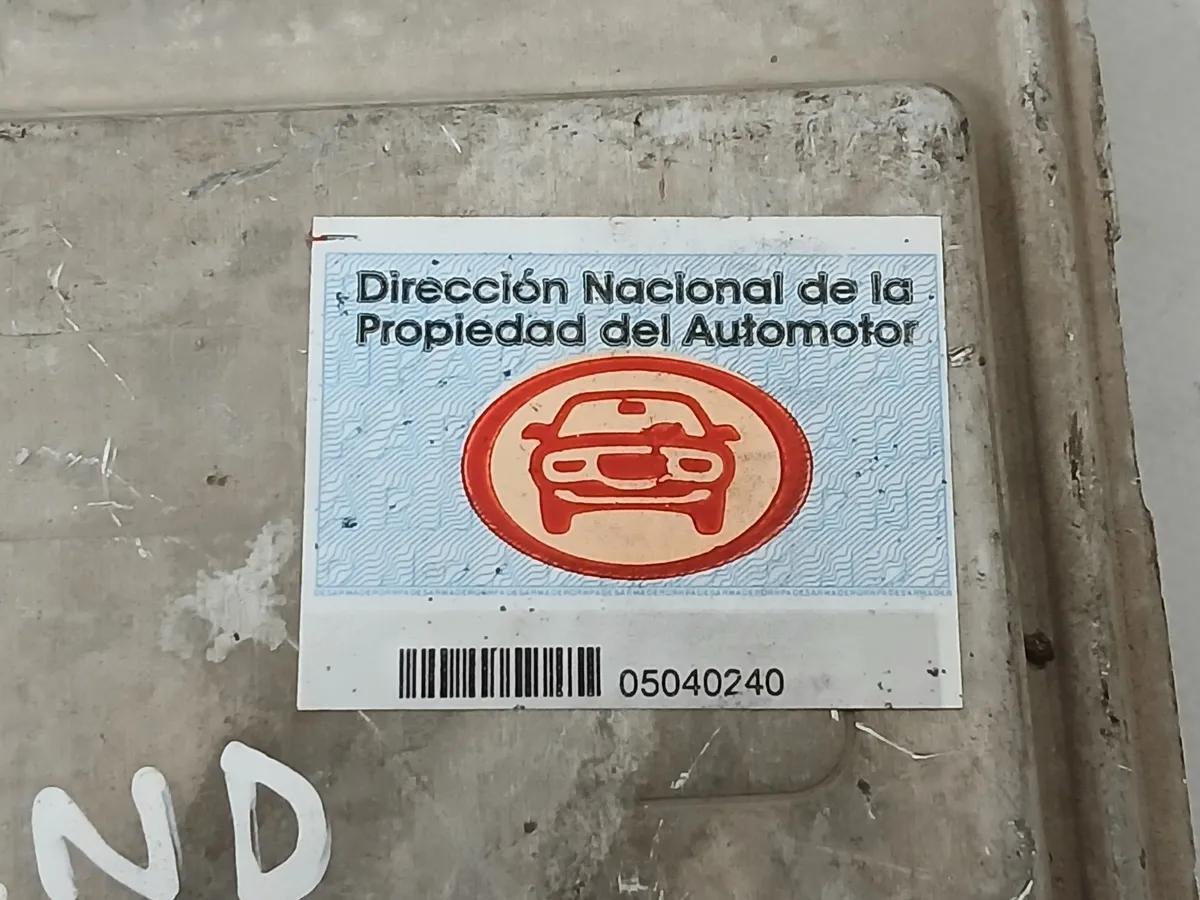 Dirección Nacional de la
Propiedad del Automotor
05040240
ND